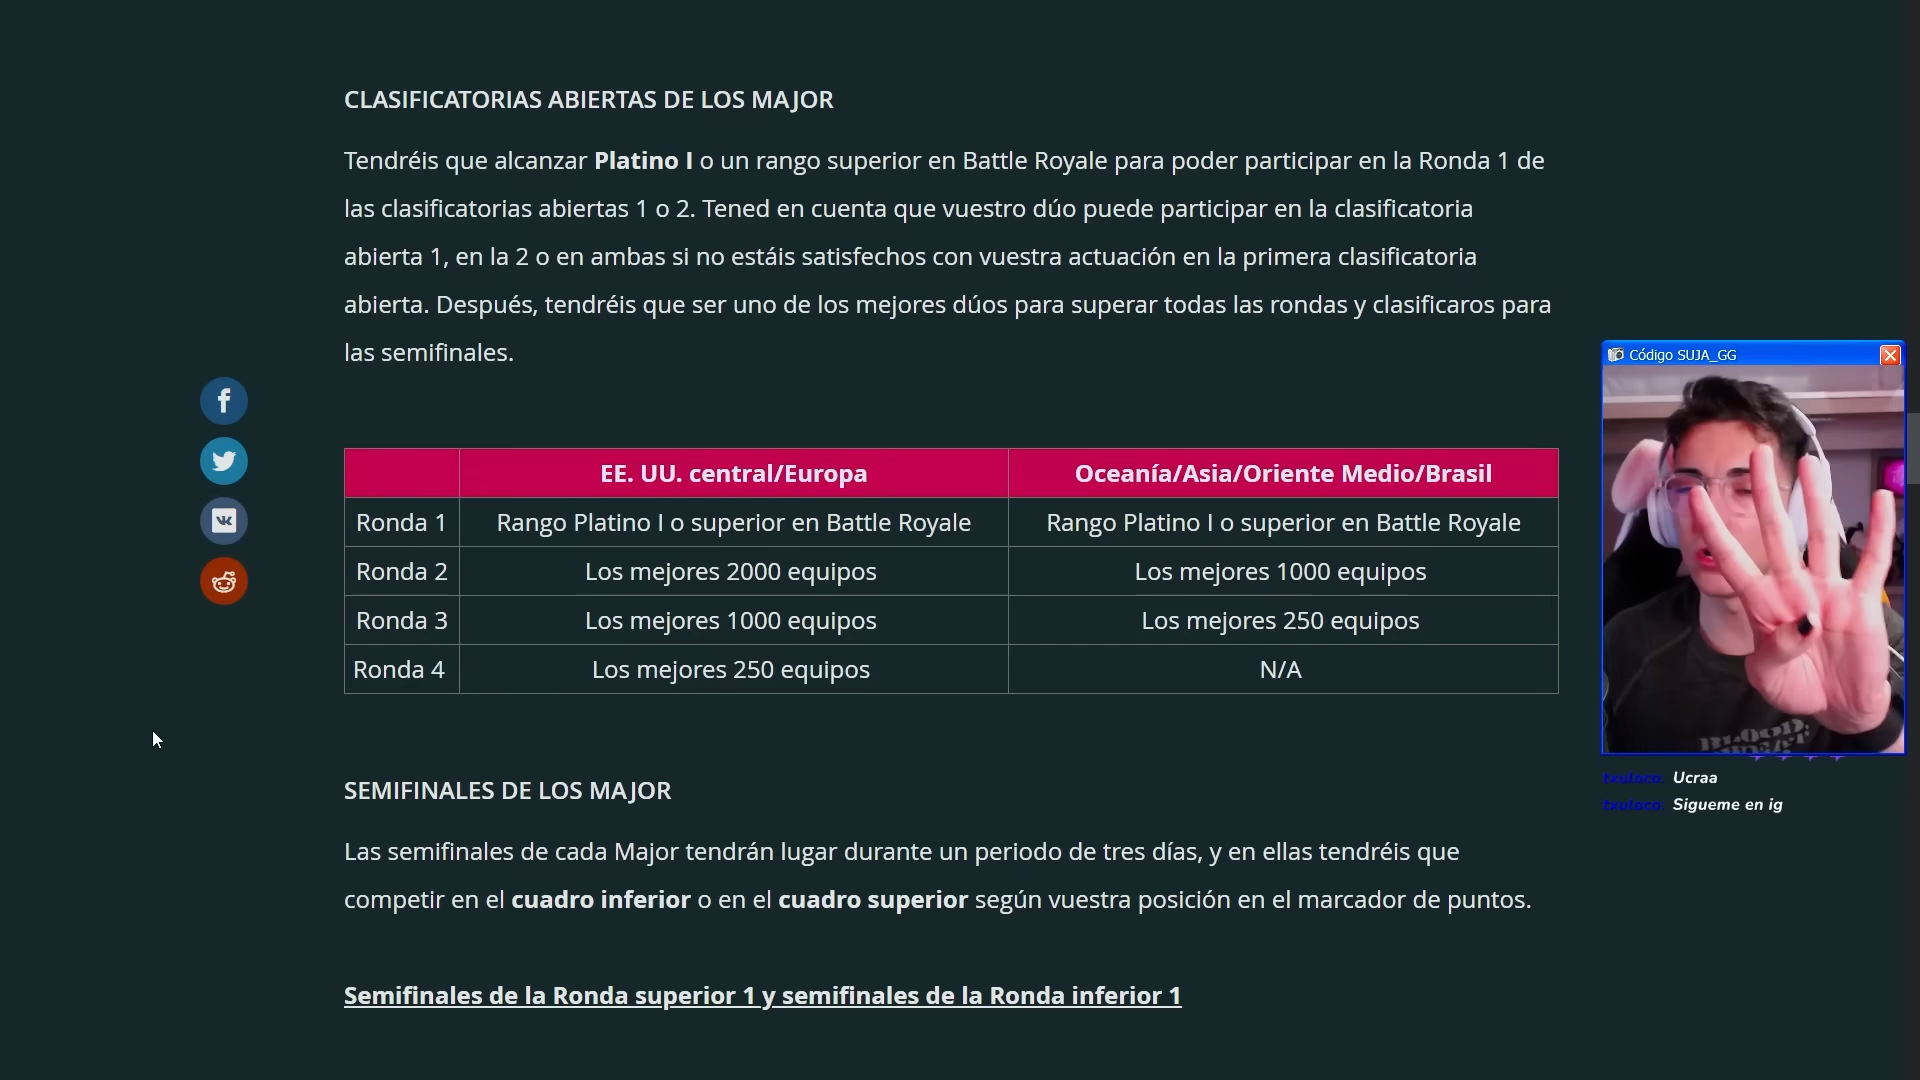 CLASIFICATORIAS ABIERTAS DE LOS MAJOR
Tendréis que alcanzar Platino I o un rango superior en Battle Royale para poder participar en la Ronda 1 de
las clasificatorias abiertas 1 o 2. Tened en cuenta que vuestro dúo puede participar en la clasificatoria
abierta 1, en la 2 o en ambas si no estáis satisfechos con vuestra actuación en la primera clasificatoria
abierta. Después, tendréis que ser uno de los mejores dúos para superar todas las rondas y clasificaros para
las semifinales.
EE. UU. central/Europa Oceanía/Asia/Oriente Medio/Brasil
Ronda 1 Rango Platino I o superior en Battle Royale Rango Platino I o superior en Battle Royale
Ronda 2 Los mejores 2000 equipos Los mejores 1000 equipos
Ronda 3 Los mejores 1000 equipos Los mejores 250 equipos
Ronda 4 Los mejores 250 equipos N/A
SEMIFINALES DE LOS MAJOR
Las semifinales de cada Major tendrán lugar durante un periodo de tres días, y en ellas tendréis que
competir en el cuadro inferior o en el cuadro superior según vuestra posición en el marcador de puntos.
Semifinales de la Ronda superior 1 y semifinales de la Ronda inferior 1
Código SUJA_GG
BLOOD,
Ucraa
Sigueme en ig